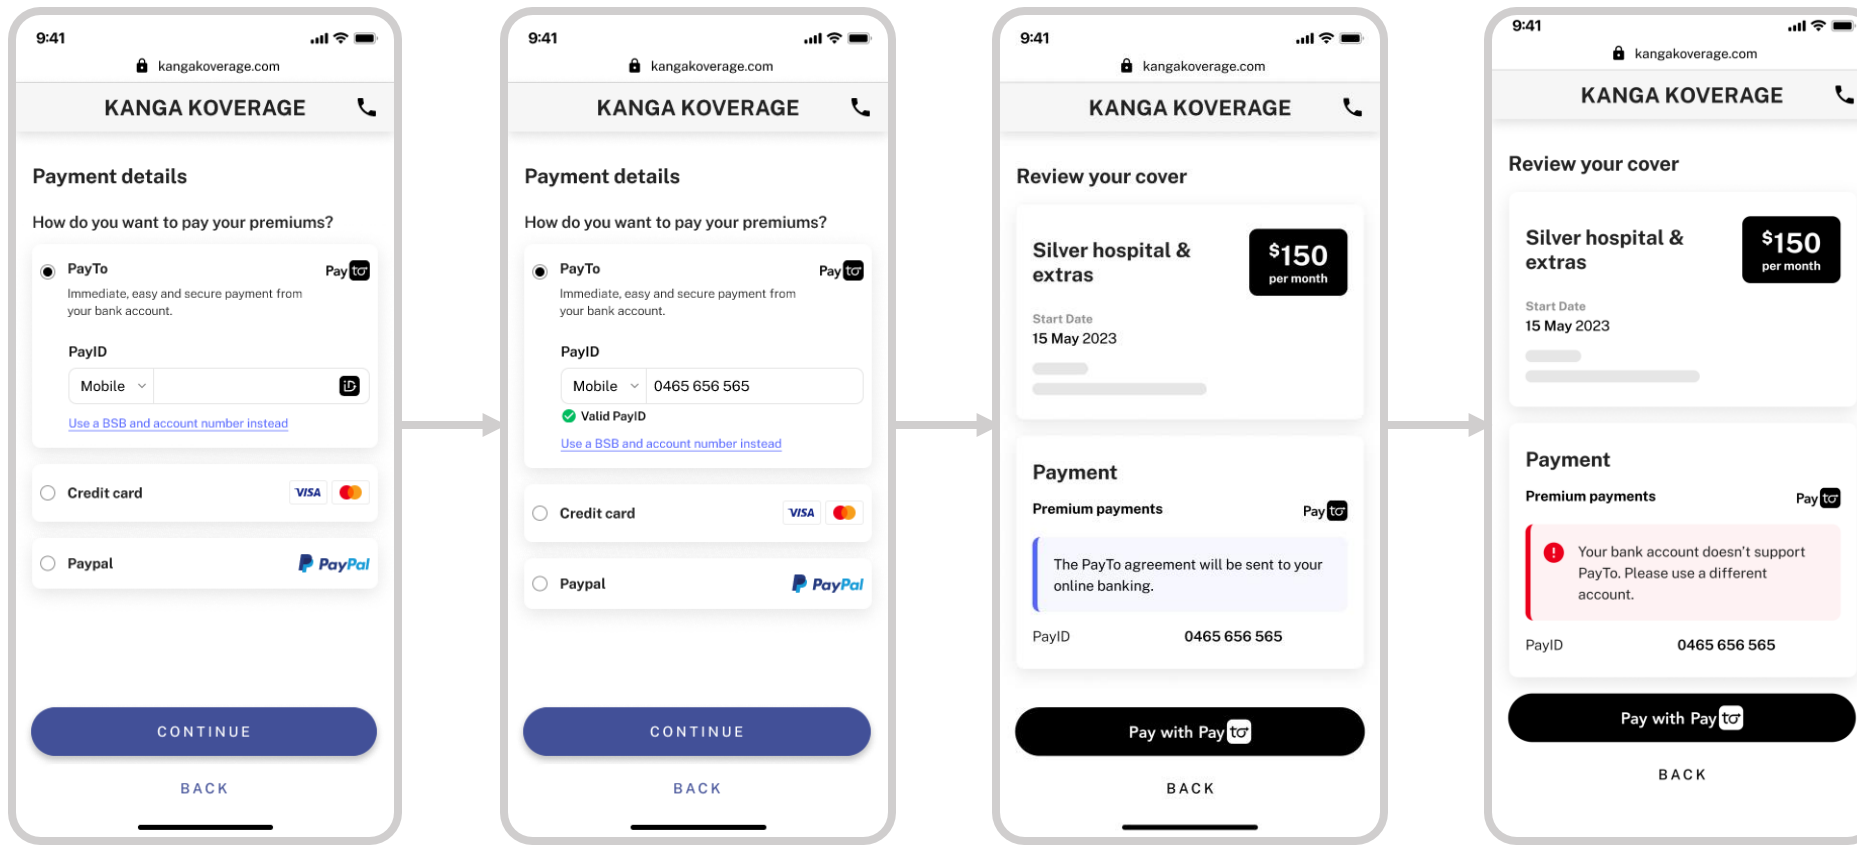 9:41
kangakoverage.com
KANGA KOVERAGE
Payment details
How do you want to pay your premiums?
PayTo
Pay to
Immediate, easy and secure payment from
your bank account.
PayID
Mobile
iD
Use a BSB and account number instead
Credit card
VISA
Paypal
PayPal
CONTINUE
BACK
9:41
kangakoverage.com
KANGA KOVERAGE
Payment details
How do you want to pay your premiums?
PayTo
Pay to
Immediate, easy and secure payment from
your bank account.
PayID
Mobile 0465 656 565
Valid PayID
Use a BSB and account number instead
Credit card
VISA
Paypal
PayPal
CONTINUE
BACK
9:41
kangakoverage.com
KANGA KOVERAGE
Review your cover
Silver hospital &
extras
$150
per month
Start Date
15 May 2023
Payment
Premium payments
Pay to
The PayTo agreement will be sent to your
online banking.
PayID 0465 656 565
Pay with Pay to
BACK
9:41
kangakoverage.com
KANGA KOVERAGE
Review your cover
Silver hospital &
extras
$150
per month
Start Date
15 May 2023
Payment
Premium payments
Pay to
Your bank account doesn't support
PayTo. Please use a different
account.
PayID 0465 656 565
Pay with Pay to
BACK